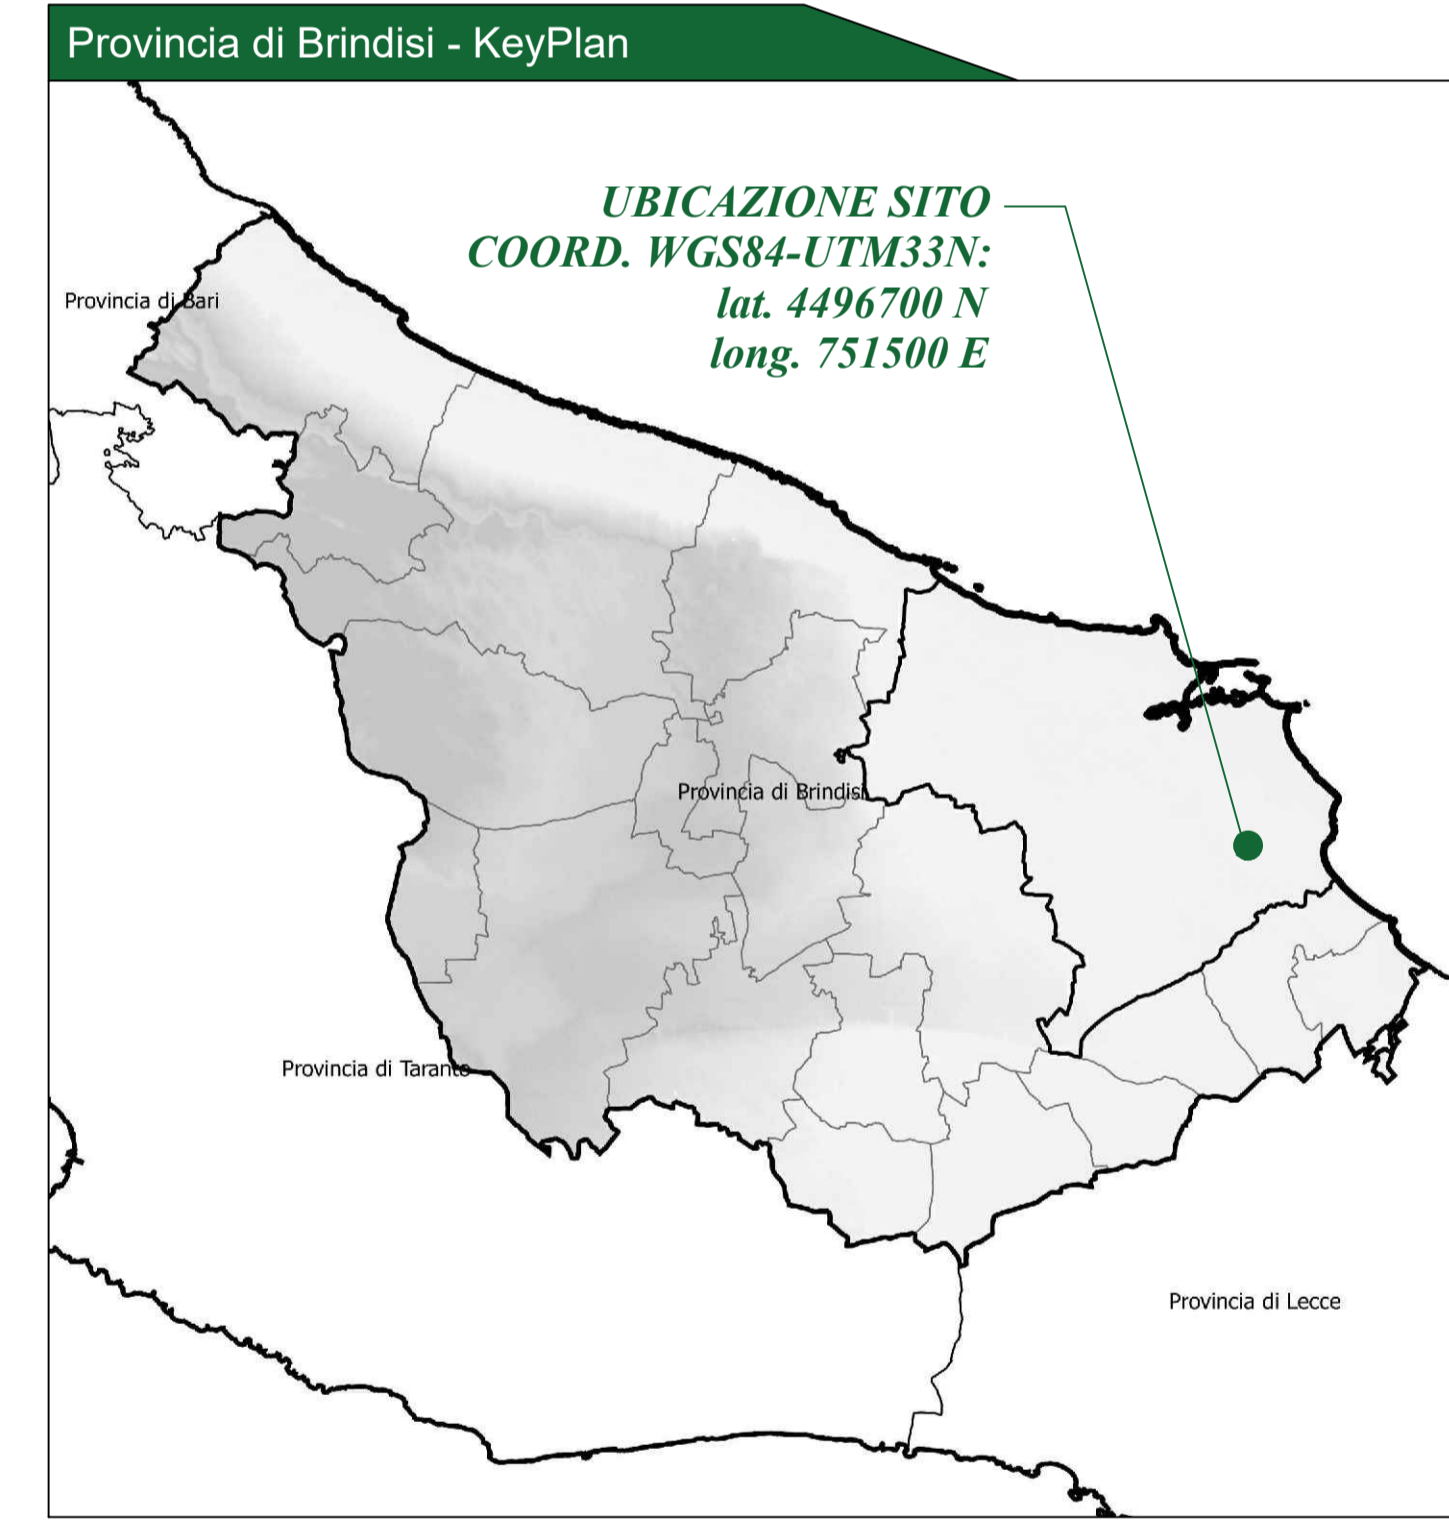 Provincia di Brindisi - KeyPlan
UBICAZIONE SITO
COORD. WGS84-UTM33N:
lat. 4496700 N
long. 751500 E
Provincia di Bari
Provincia di Brindisi
Provincia di Taranto
Provincia di Lecce